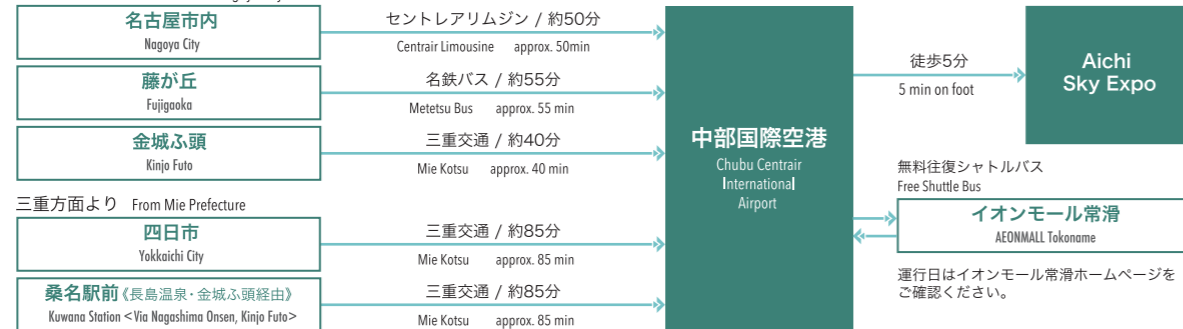 名古屋市内
Nagoya City
セントレアリムジン / 約50分
Centrair Limousine approx. 50min
藤が丘
Fujigaoka
名鉄バス / 約55分
Metetsu Bus approx. 55 min
金城ふ頭
Kinjo Futo
三重交通 / 約40分
Mie Kotsu approx. 40 min
三重方面より From Mie Prefecture
四日市
Yokkaichi City
三重交通 / 約85分
Mie Kotsu approx. 85 min
桑名駅前《長島温泉・金城ふ頭経由》
Kuwana Station <Via Nagashima Onsen, Kinjo Futo>
三重交通 / 約85分
Mie Kotsu approx. 85 min
中部国際空港
Chubu Centrair
International
Airport
徒歩5分
5 min on foot
Aichi
Sky Expo
無料往復シャトルバス
Free Shuttle Bus
イオンモール常滑
AEONMALL Tokoname
運行日はイオンモール常滑ホームページを
ご確認ください。